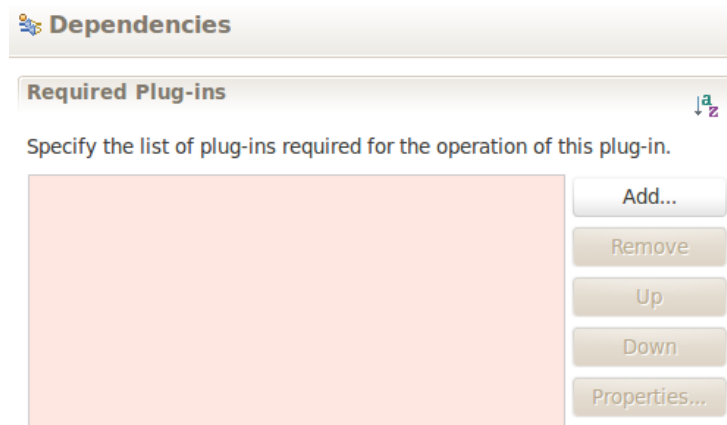 Dependencies
Required Plug-ins
a
z
Specify the list of plug-ins required for the operation of this plug-in.
Add...
Remove
Up
Down
Properties...